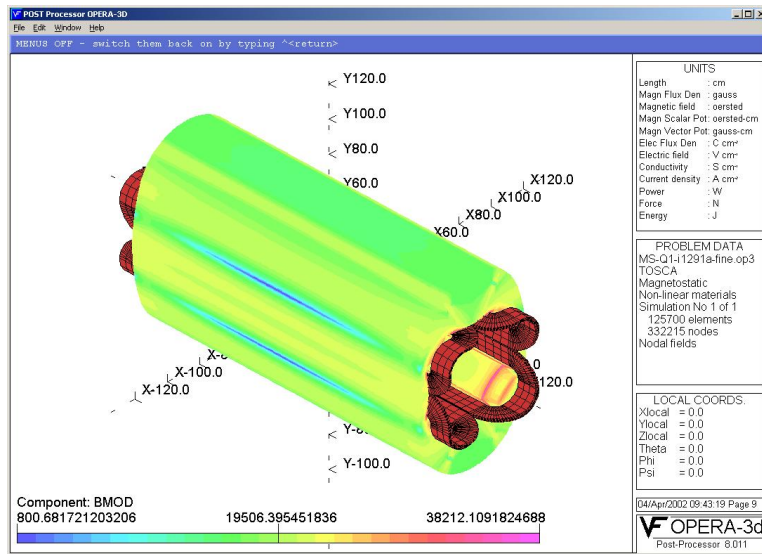 POST Processor OPERA-3D
File Edit Window Help
MENUS OFF - switch them back on by typing ^<return>
Y120.0
Y100.0
Y80.0
Y60.0
X120.0
X100.0
X80.0
X60.0
X-100.0
X-120.0
Y-100.0
Component: BMOD
800.681721203206 19506.395451836 38212.1091824688
UNITS
Length : cm
Magn Flux Den : gauss
Magnetic field : oersted
Magn Scalar Pot: oersted-cm
Magn Vector Pot: gauss-cm
Elec Flux Den : C cm
Electric field : V cm
Conductivity : S cm
Current density : A cm
Power : W
Force : N
Energy : J
PROBLEM DATA
MS-Q1-i1291a-fine.op3
TOSCA
Magnetostatic
Non-linear materials
Simulation No 1 of 1
125700 elements
332215 nodes
Nodal fields
LOCAL COORDS.
Xlocal = 0.0
Ylocal = 0.0
Zlocal = 0.0
Theta = 0.0
Phi = 0.0
Psi = 0.0
04/Apr/2002 09:43:19 Page 9
VF OPERA-3d
Post-Processor 8.011